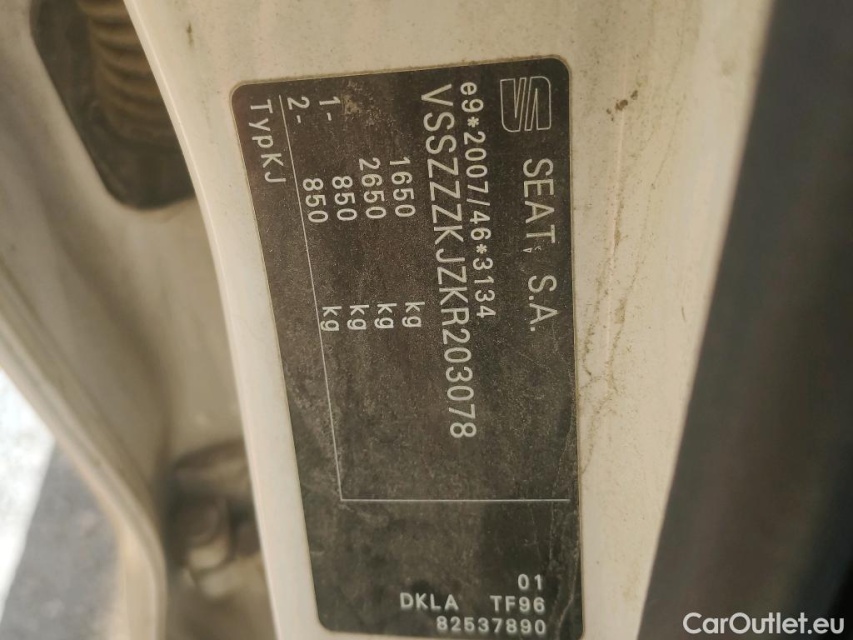 SEAT, S.A.
e9*2007/46*3134
VSSZZZKJZKR203078
1650 kg
2650 kg
1- 850 kg
2- 850 kg
TypKJ
01
DKLA TF96
82537890
CarOutlet.eu